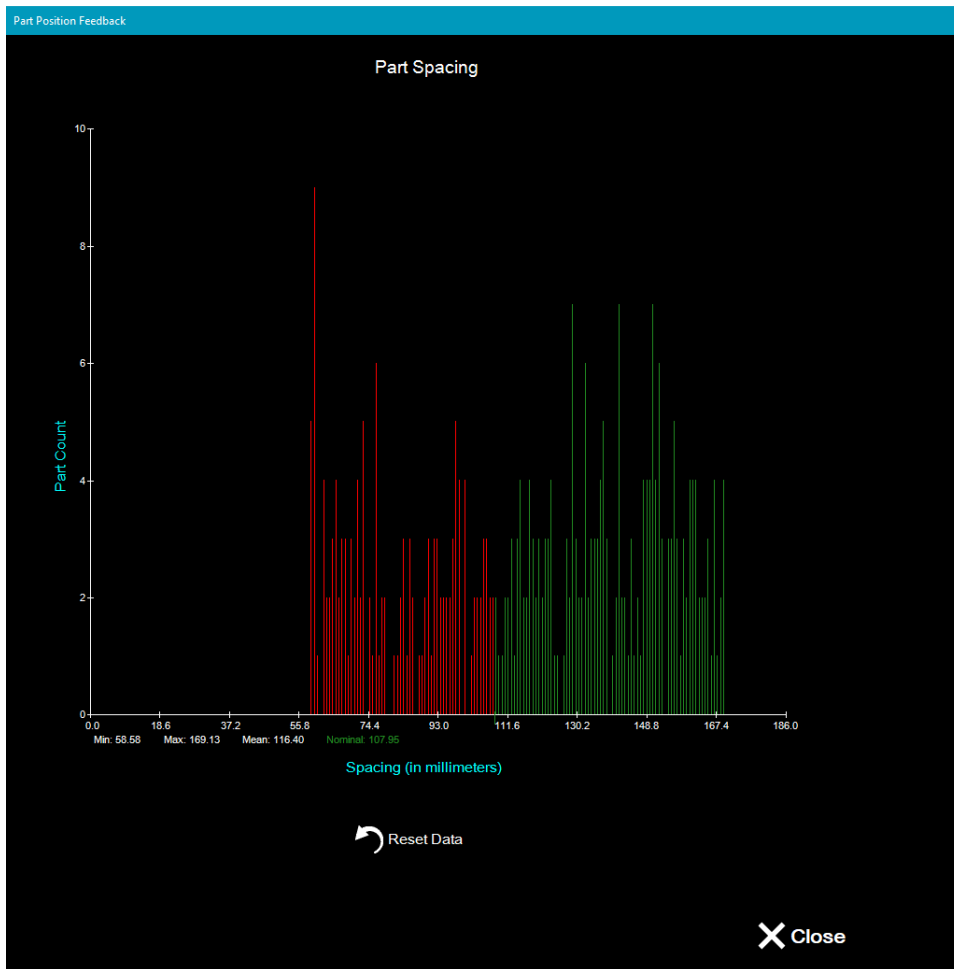 Part Position Feedback
Part Spacing
10
8
6
4
2
0
Part Count
0.0 18.6 37.2 55.8 74.4 93.0 111.6 130.2 148.8 167.4 186.0
Min: 58.58 Max: 169.13 Mean: 116.40 Nominal: 107.95
Spacing (in millimeters)
Reset Data
Close